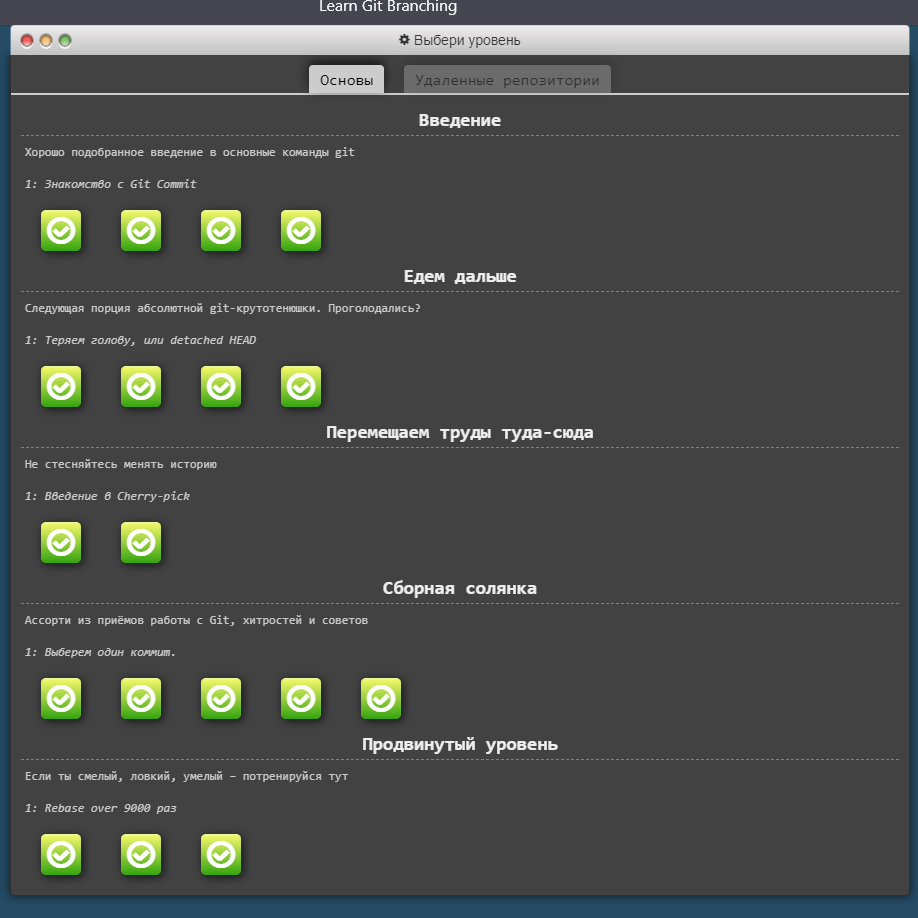 Learn Git Branching
Выбери уровень
Основы
Удаленные репозитории
Введение
Хорошо подобранное введение в основные команды git
1: Знакомство с Git Commit
Едем дальше
Следующая порция абсолютной git-крутотенюшки. Проголодались?
1: Теряем голову, или detached HEAD
Перемещаем труды туда-сюда
Не стесняйтесь менять историю
1: Введение в Cherry-pick
Сборная солянка
Ассорти из приёмов работы с Git, хитростей и советов
1: Выберем один коммит.
Продвинутый уровень
Если ты смелый, ловкий, умелый – потренируйся тут
1: Rebase over 9000 раз